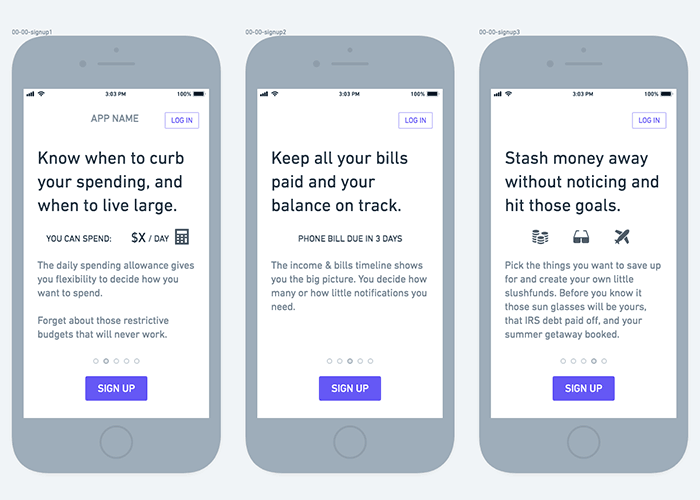 00-00-signup1
3:03 PM
100%
APP NAME
LOG IN
Know when to curb
your spending, and
when to live large.
YOU CAN SPEND: $X / DAY
The daily spending allowance gives
you flexibility to decide how you
want to spend.
Forget about those restrictive
budgets that will never work.
SIGN UP
00-00-signup2
3:03 PM
100%
LOG IN
Keep all your bills
paid and your
balance on track.
PHONE BILL DUE IN 3 DAYS
The income & bills timeline shows
you the big picture. You decide how
many or how little notifications you
need.
SIGN UP
00-00-signup3
3:03 PM
100%
LOG IN
Stash money away
without noticing and
hit those goals.
Pick the things you want to save up
for and create your own little
slushfunds. Before you know it
those sun glasses will be yours,
that IRS debt paid off, and your
summer getaway booked.
SIGN UP